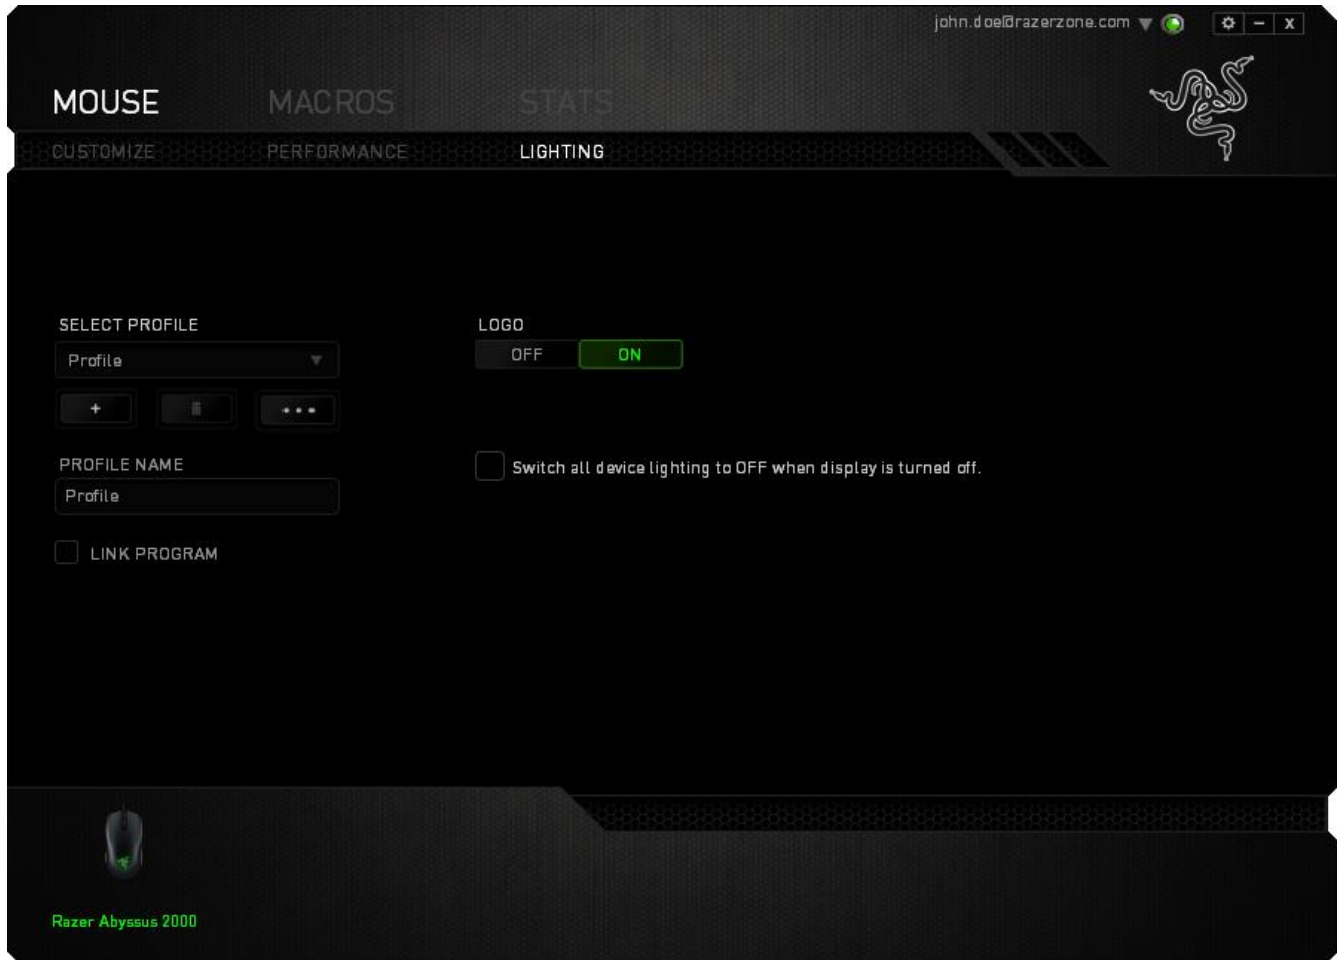 john.doe@razerzone.com
MOUSE MACROS STATS
CUSTOMIZE PERFORMANCE LIGHTING
SELECT PROFILE
Profile
+
PROFILE NAME
Profile
LINK PROGRAM
LOGO
OFF ON
Switch all device lighting to OFF when display is turned off.
Razer Abyssus 2000